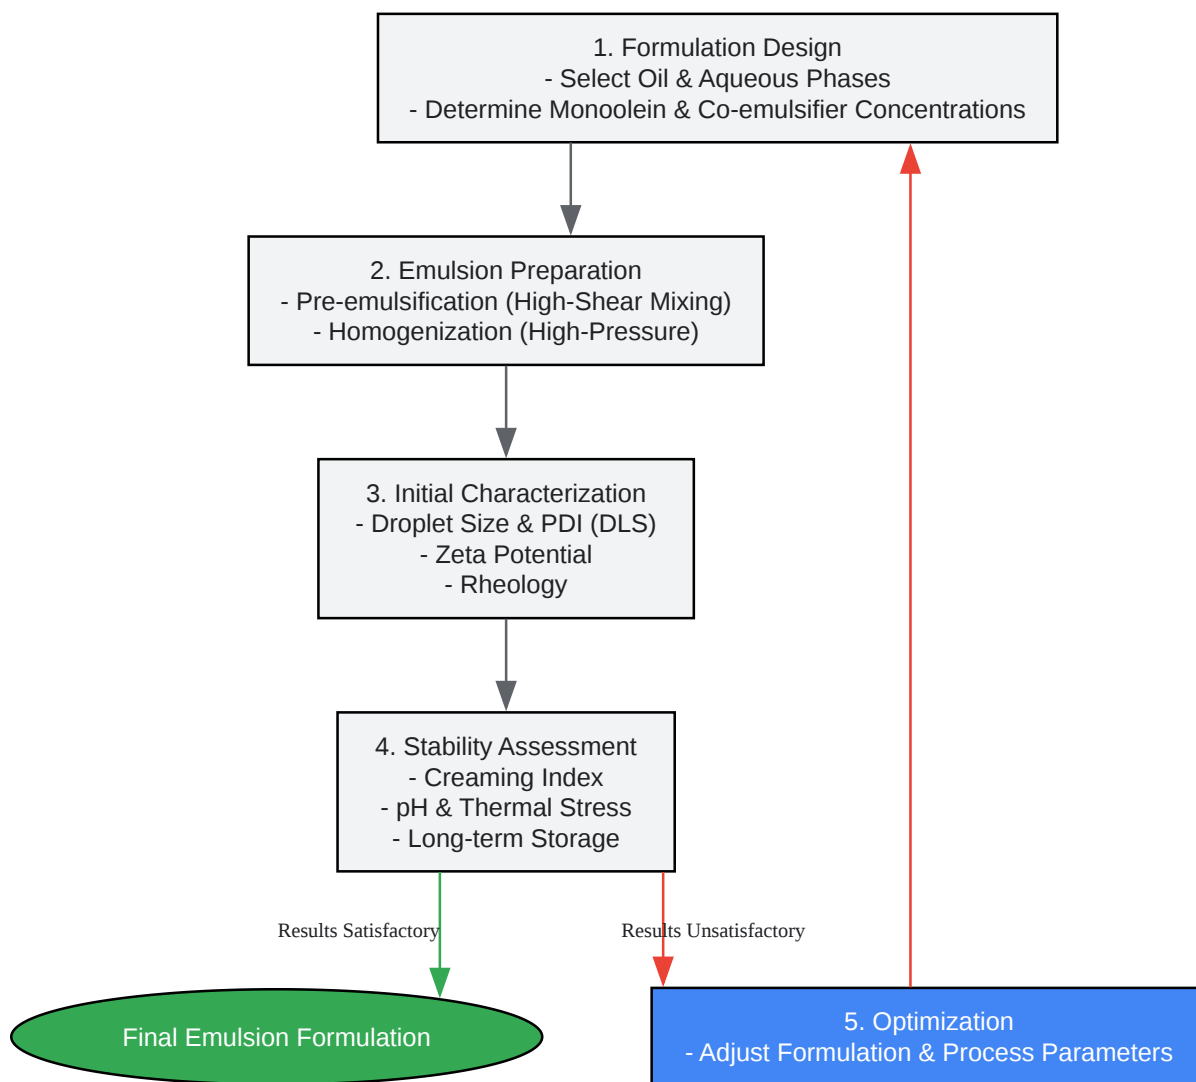 1. Formulation Design
- Select Oil & Aqueous Phases
- Determine Monoolein & Co-emulsifier Concentrations
2. Emulsion Preparation
- Pre-emulsification (High-Shear Mixing)
- Homogenization (High-Pressure)
3. Initial Characterization
- Droplet Size & PDI (DLS)
- Zeta Potential
- Rheology
4. Stability Assessment
- Creaming Index
- pH & Thermal Stress
- Long-term Storage
Results Satisfactory
Results Unsatisfactory
Final Emulsion Formulation
5. Optimization
- Adjust Formulation & Process Parameters